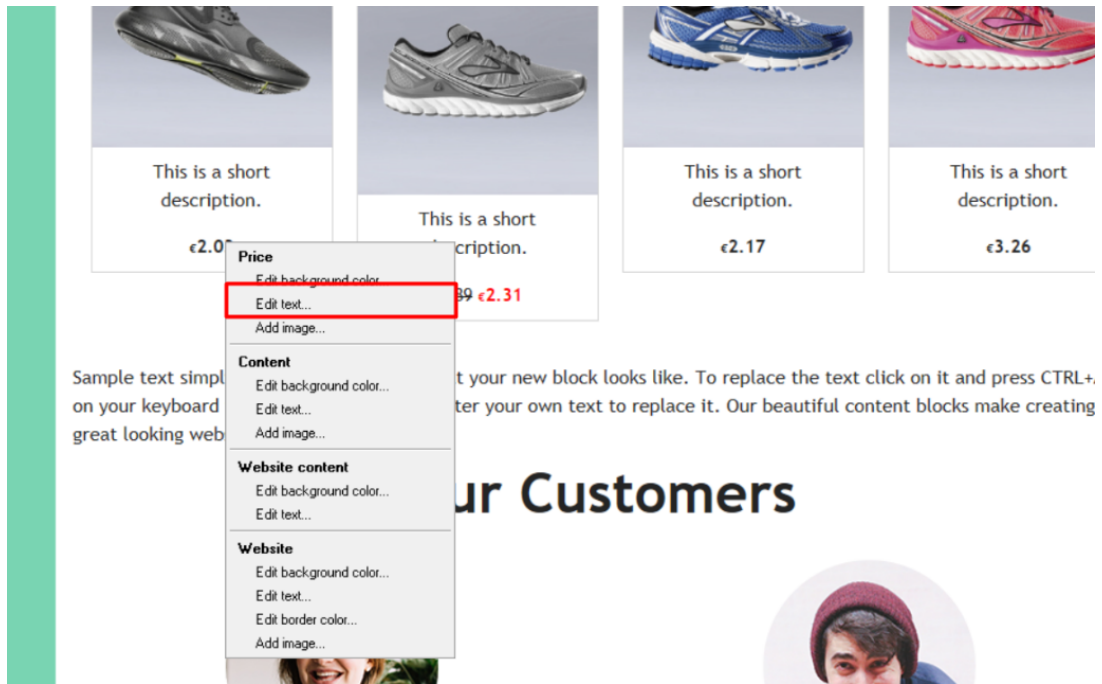 This is a short
description.
€2.0
This is a short
cription.
89 €2.31
This is a short
description.
€2.17
This is a short
description.
€3.26
Price
Edit background color...
Edit text...
Add image...
Content
Edit background color...
Edit text...
Add image...
Website content
Edit background color...
Edit text...
Website
Edit background color...
Edit text...
Edit border color...
Add image...
Sample text simpl t your new block looks like. To replace the text click on it and press CTRL+
on your keyboard ter your own text to replace it. Our beautiful content blocks make creating
great looking web
ur Customers